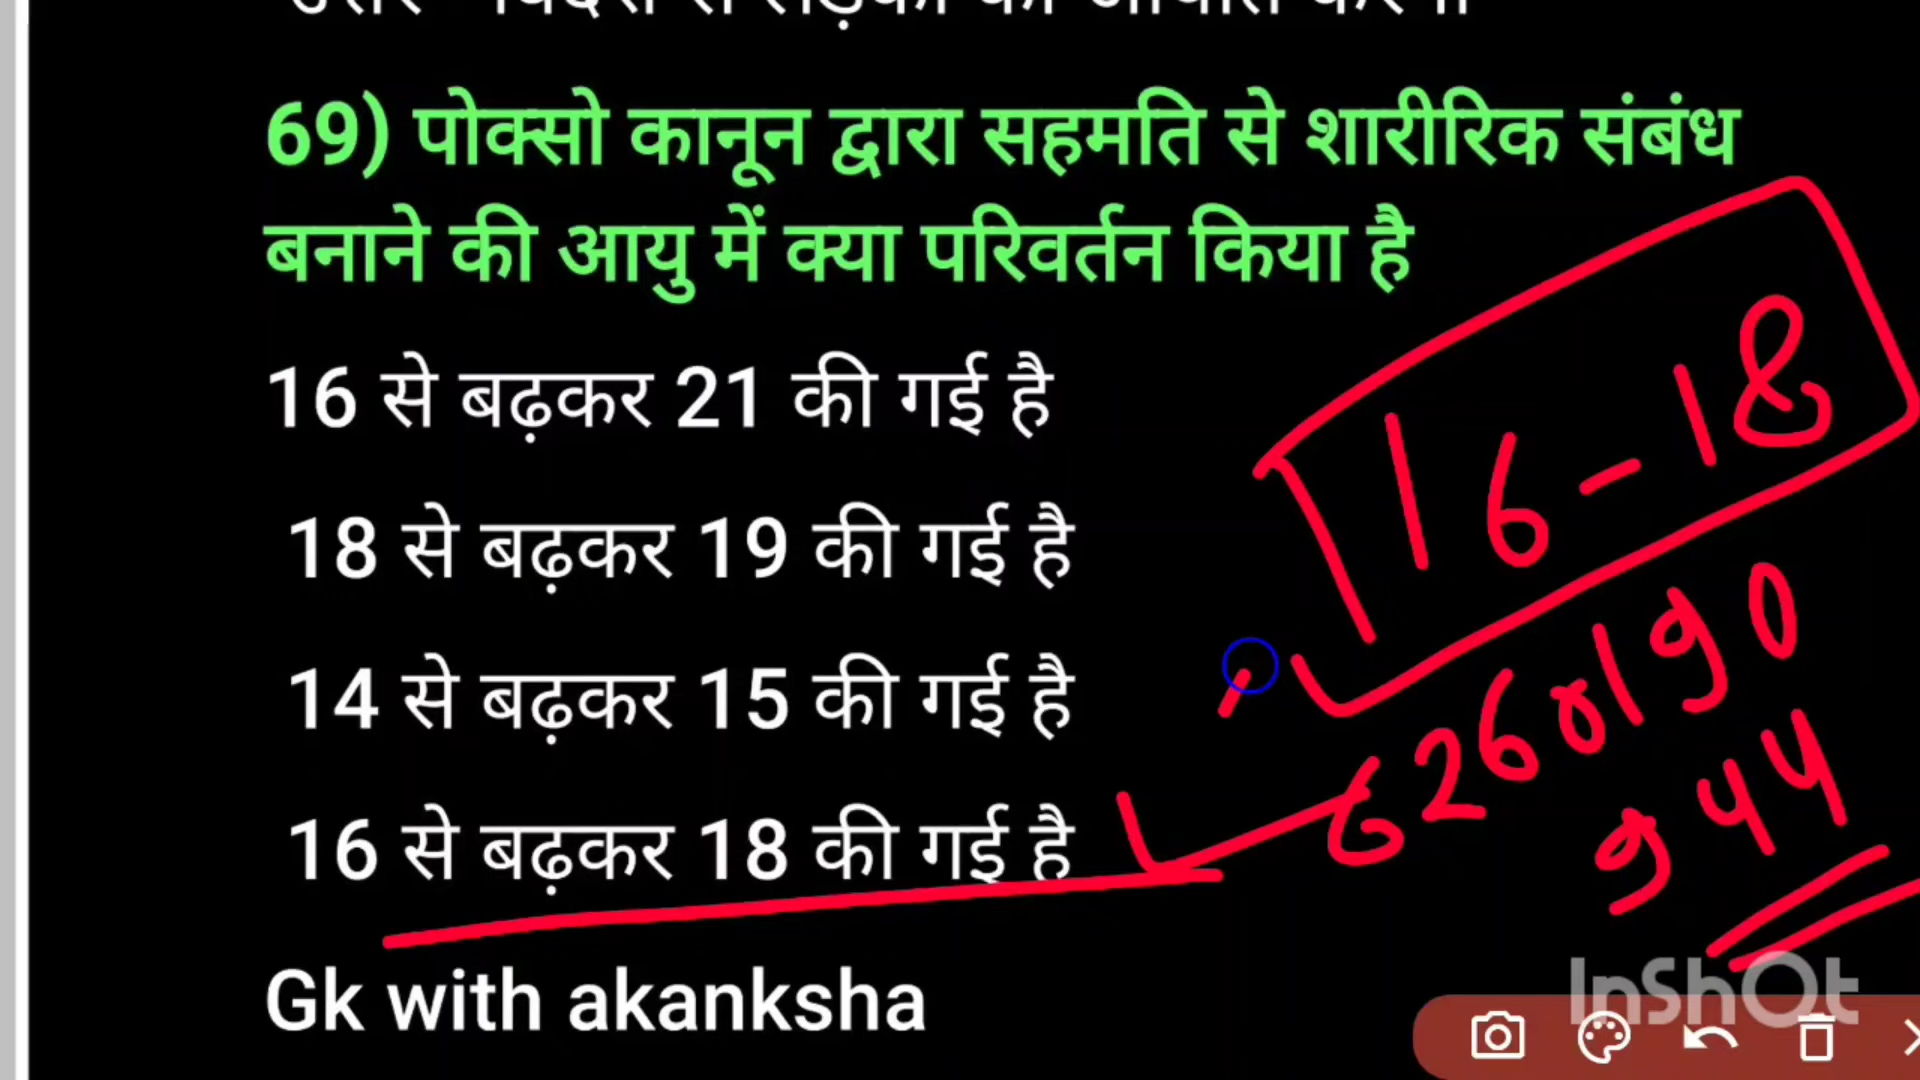 69) पोक्सो कानून द्वारा सहमति से शारीरिक संबंध
बनाने की आयु में क्या परिवर्तन किया है
16 से बढ़कर 21 की गई है
18 से बढ़कर 19 की गई है
14 से बढ़कर 15 की गई है
16 से बढ़कर 18 की गई है
16-18
6260190
944
Gk with akanksha
InShOt